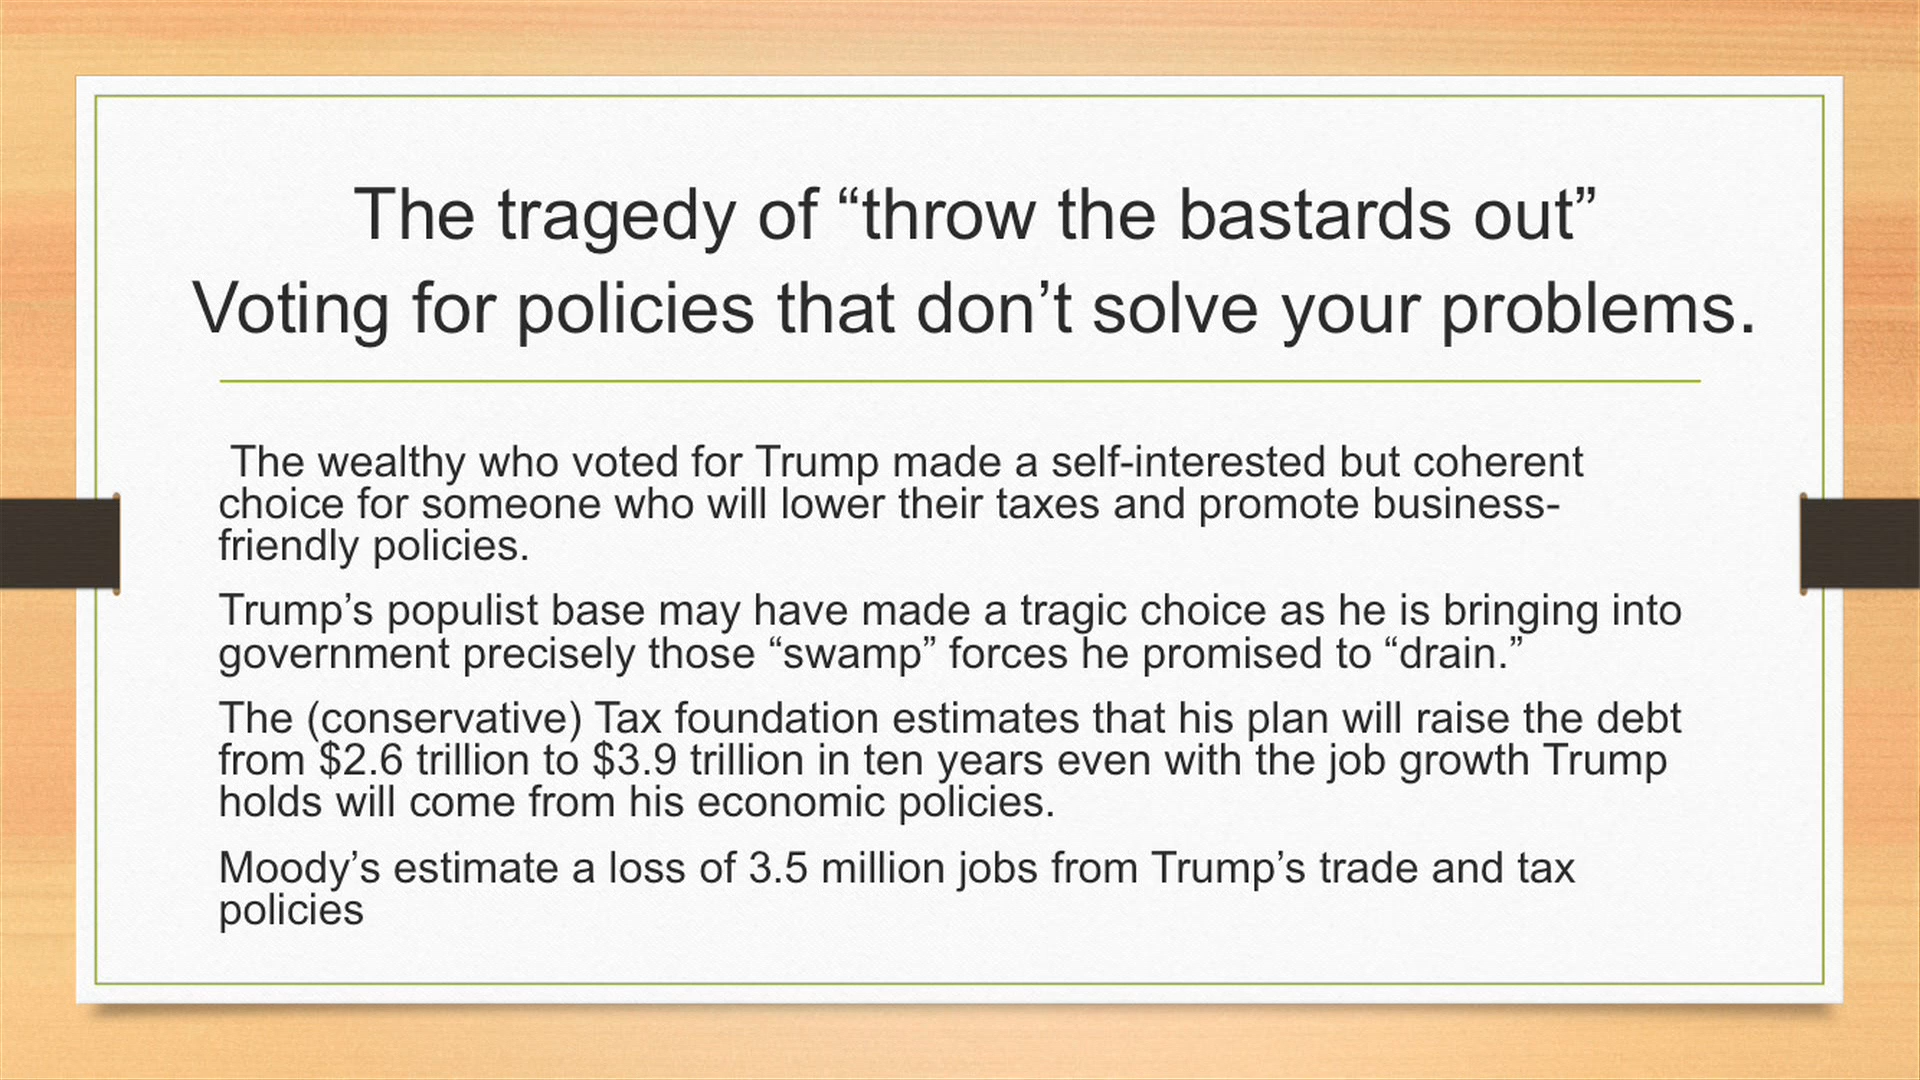 The tragedy of “throw the bastards out”
Voting for policies that don’t solve your problems.
The wealthy who voted for Trump made a self-interested but coherent
choice for someone who will lower their taxes and promote business-
friendly policies.
Trump’s populist base may have made a tragic choice as he is bringing into
government precisely those “swamp” forces he promised to “drain.”
The (conservative) Tax foundation estimates that his plan will raise the debt
from $2.6 trillion to $3.9 trillion in ten years even with the job growth Trump
holds will come from his economic policies.
Moody’s estimate a loss of 3.5 million jobs from Trump’s trade and tax
policies